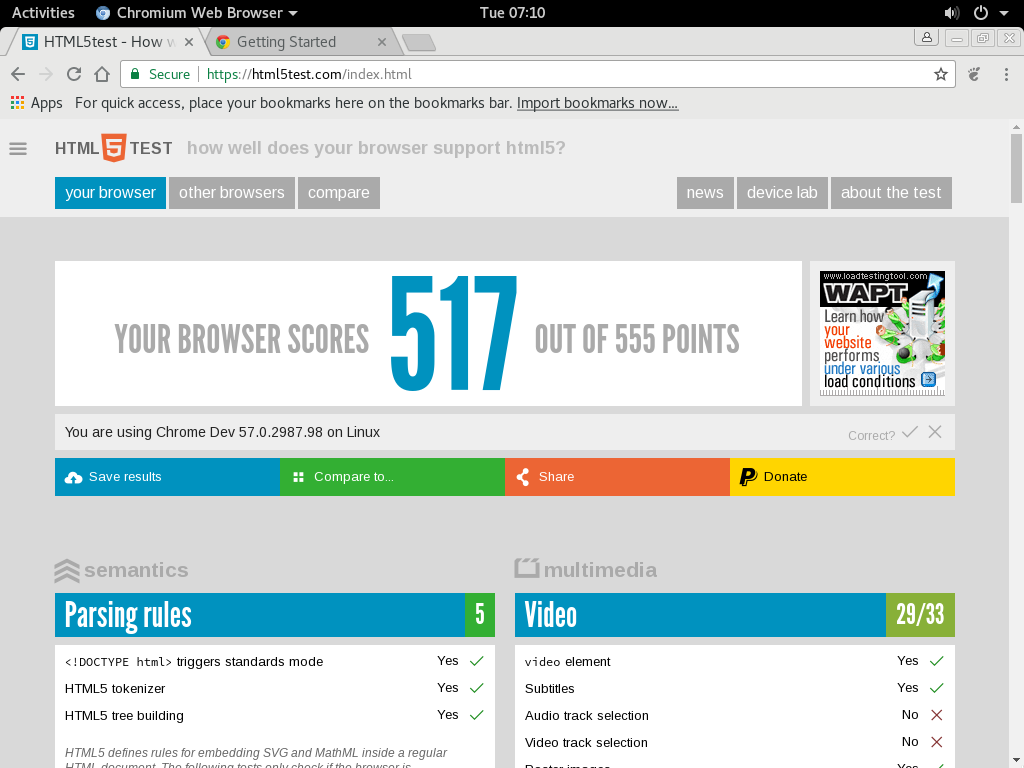 Activities Chromium Web Browser Tue 07:10
HTML5test - How w Getting Started
Secure https://html5test.com/index.html
Apps For quick access, place your bookmarks here on the bookmarks bar. Import bookmarks now...
HTML 5 TEST how well does your browser support html5?
your browser other browsers compare news device lab about the test
YOUR BROWSER SCORES 517 OUT OF 555 POINTS
www.loadtestingtool.com
WAPT
Learn how
your
website
performs
under various
load conditions
You are using Chrome Dev 57.0.2987.98 on Linux Correct?
Save results Compare to... Share Donate
semantics
Parsing rules 5
<!DOCTYPE html> triggers standards mode Yes
HTML5 tokenizer Yes
HTML5 tree building Yes
HTML5 defines rules for embedding SVG and MathML inside a regular
HTML document. The following tests only check if the browser is
multimedia
Video 29/33
video element Yes
Subtitles Yes
Audio track selection No
Video track selection No
Poster images Yes